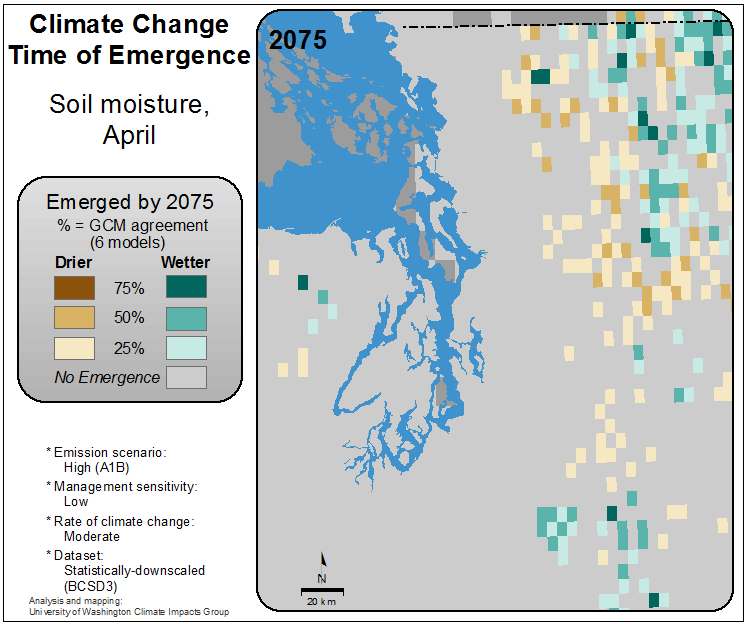 Climate Change
Time of Emergence
Soil moisture,
April
Emerged by 2075
% = GCM agreement
(6 models)
Drier Wetter
75%
50%
25%
No Emergence
* Emission scenario:
High (A1B)
* Management sensitivity:
Low
* Rate of climate change:
Moderate
* Dataset:
Statistically-downscaled
(BCSD3)
Analysis and mapping:
University of Washington Climate Impacts Group
2075
N
20 km